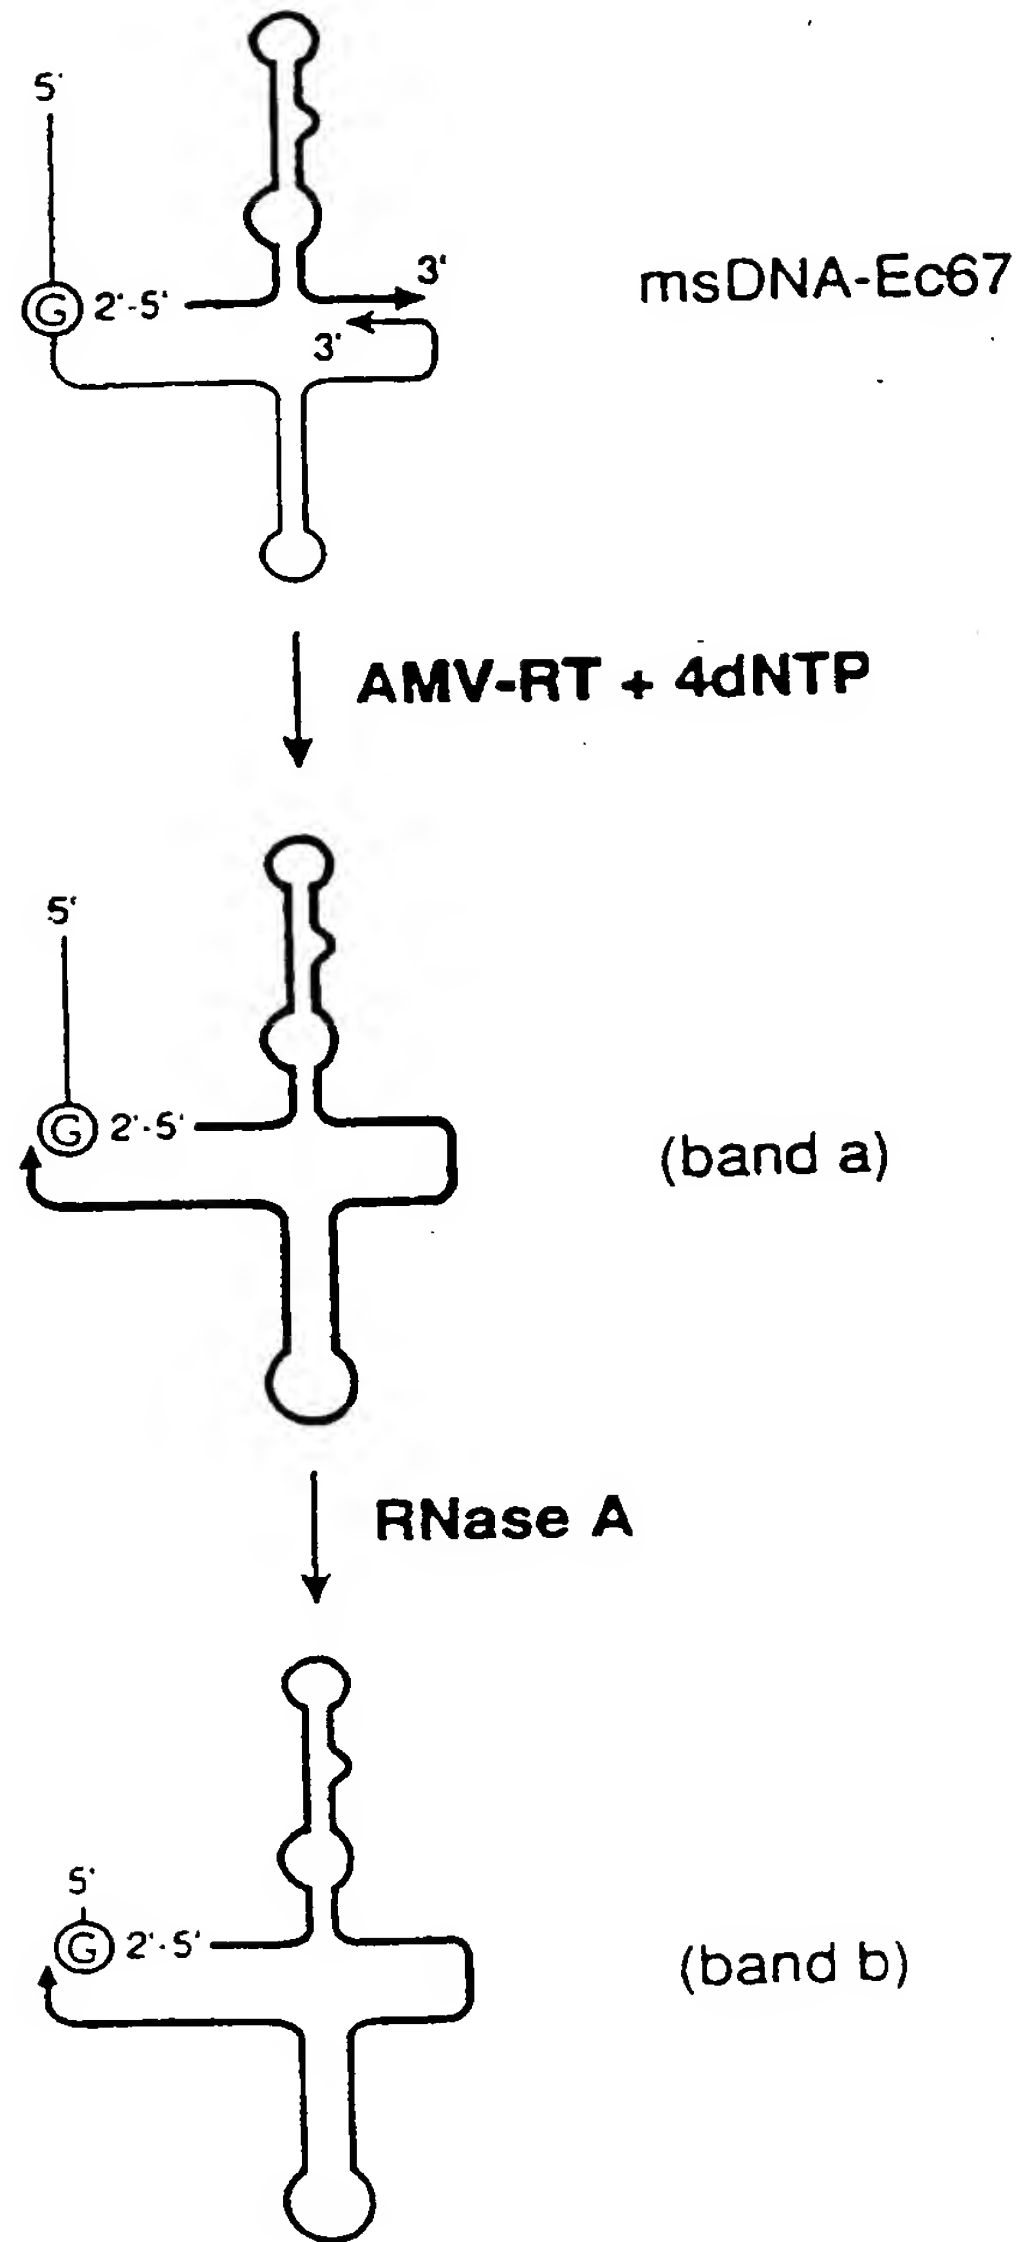 5'
3'
msDNA-Ec67
G 2'-5'
3'
AMV-RT + 4dNTP
5'
G 2'-5'
(band a)
RNase A
5'
G 2'-5'
(band b)